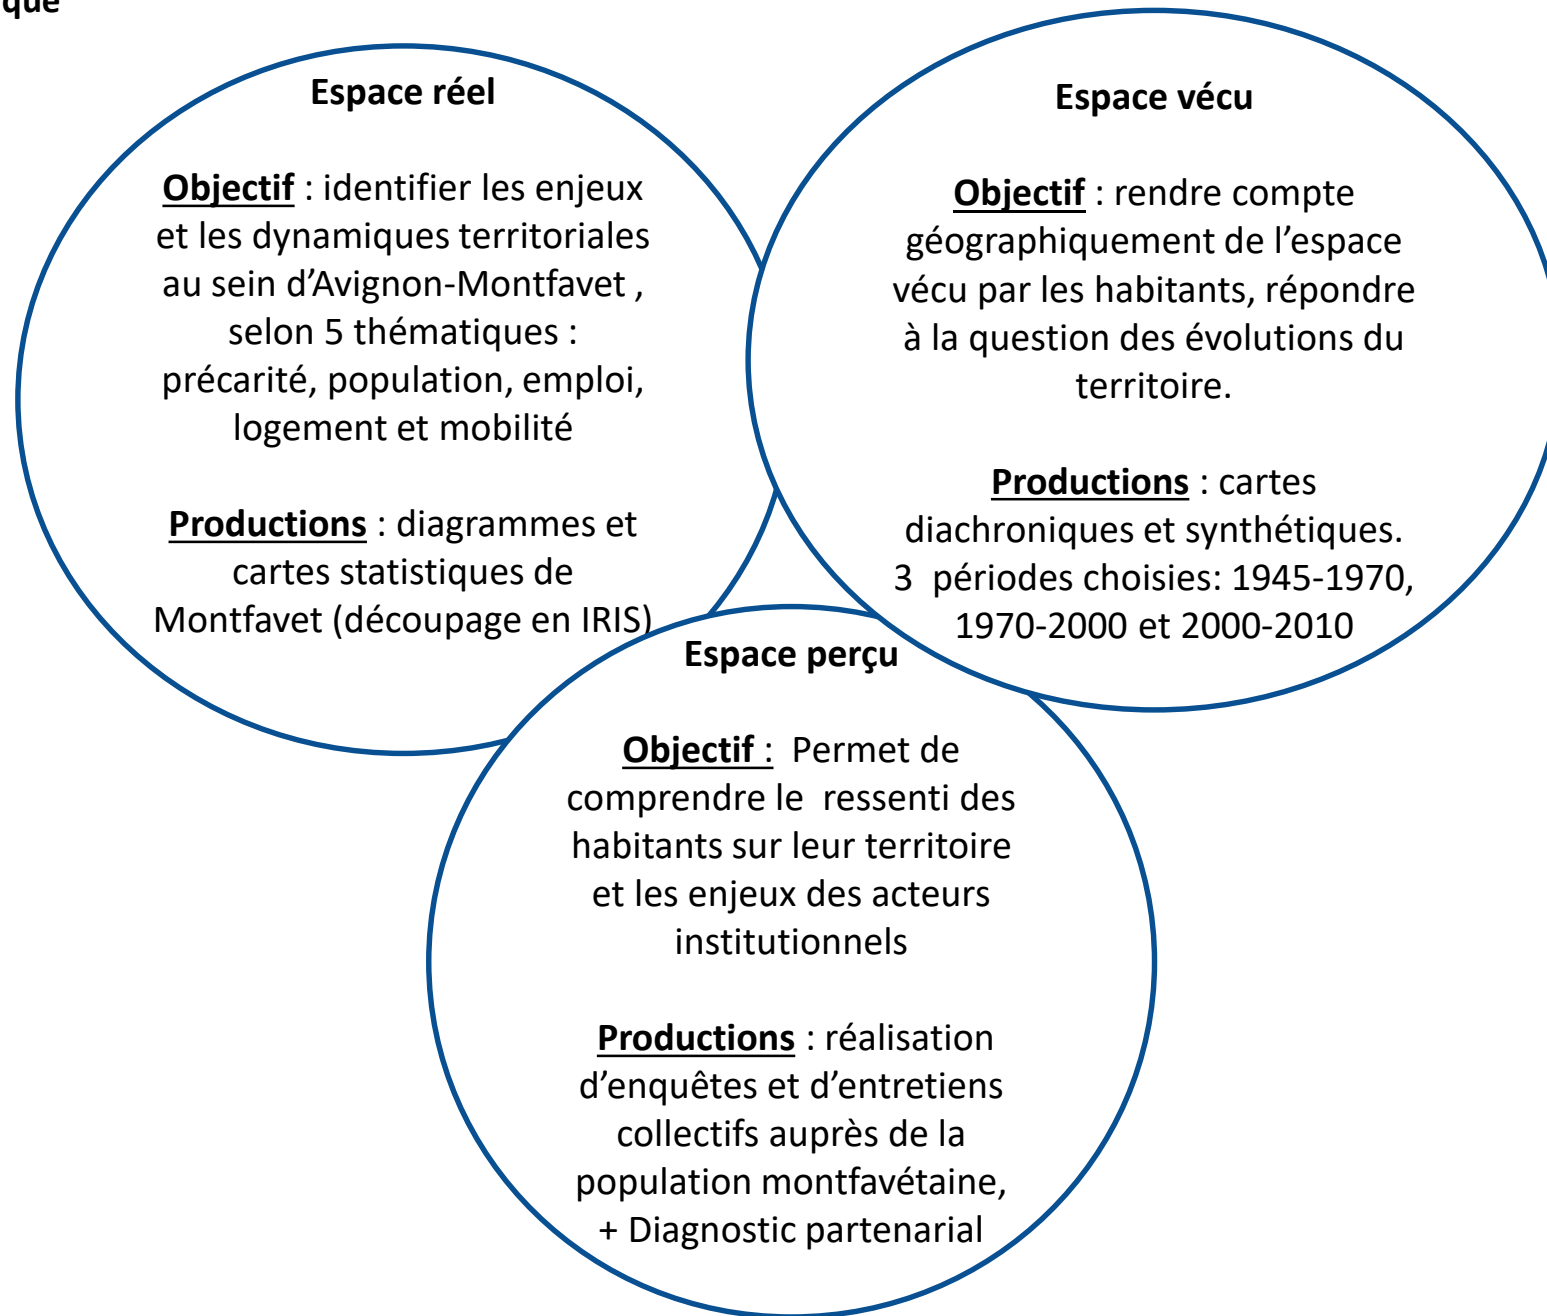 que
Espace réel
Objectif : identifier les enjeux
et les dynamiques territoriales
au sein d’Avignon-Montfavet ,
selon 5 thématiques :
précarité, population, emploi,
logement et mobilité
Productions : diagrammes et
cartes statistiques de
Montfavet (découpage en IRIS)
Espace vécu
Objectif : rendre compte
géographiquement de l’espace
vécu par les habitants, répondre
à la question des évolutions du
territoire.
Productions : cartes
diachroniques et synthétiques.
3  périodes choisies: 1945-1970,
1970-2000 et 2000-2010
Espace perçu
Objectif :  Permet de
comprendre le  ressenti des
habitants sur leur territoire
et les enjeux des acteurs
institutionnels
Productions : réalisation
d’enquêtes et d’entretiens
collectifs auprès de la
population montfavétaine,
+ Diagnostic partenarial